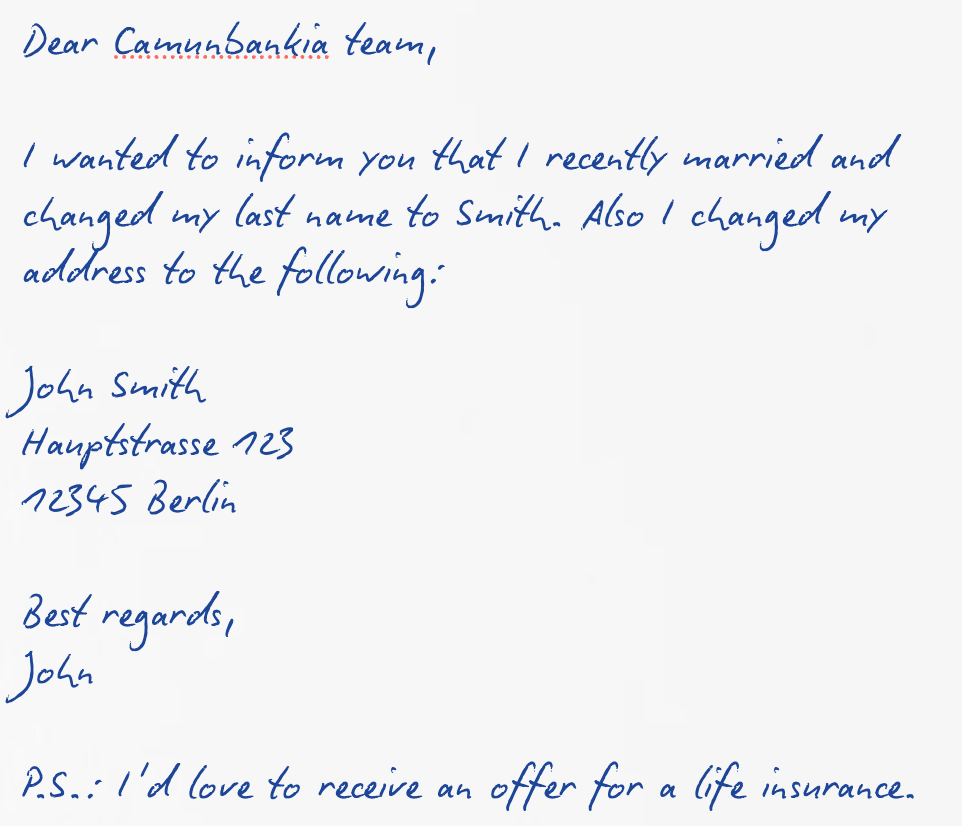 Dear Camunbankia team,
I wanted to inform you that I recently married and
changed my last name to Smith. Also I changed my
address to the following:
John Smith
Hauptstrasse 123
12345 Berlin
Best regards,
John
P.S.: I'd love to receive an offer for a life insurance.